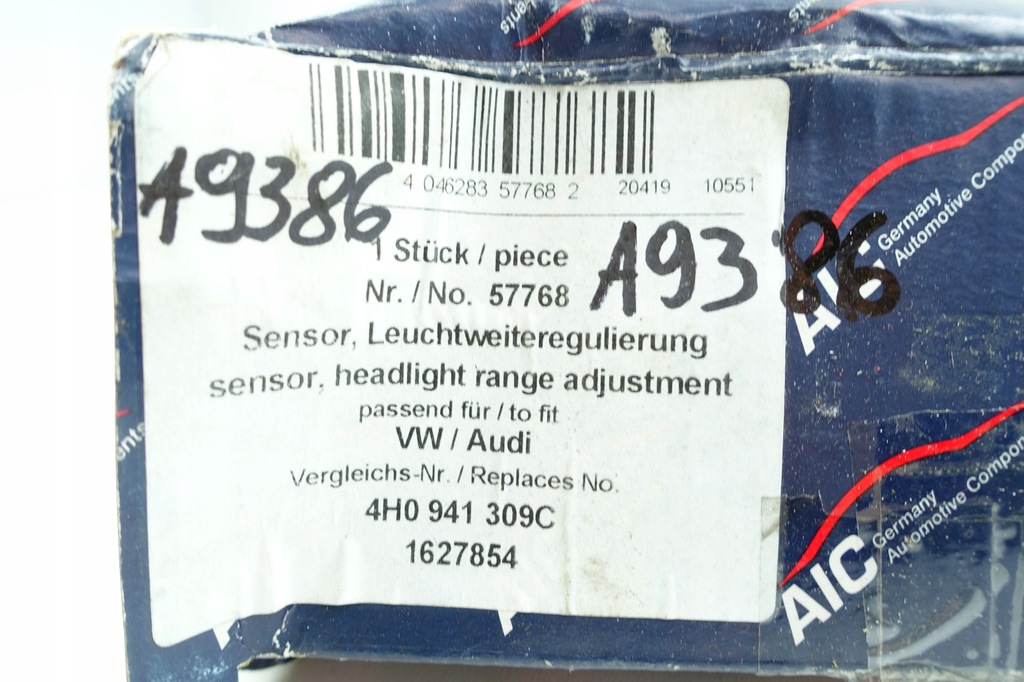 ents
4 046283 57768 2 20419 10551
A9386
1 Stück / piece
A9386
Nr. / No. 57768
Sensor, Leuchtweiteregulierung
sensor, headlight range adjustment
passend für / to fit
VW / Audi
Vergleichs-Nr. / Replaces No.
4H0 941 309C
1627854
AIC Germany
Automotive Compo
AIC Germany
Automotive Compo
ents